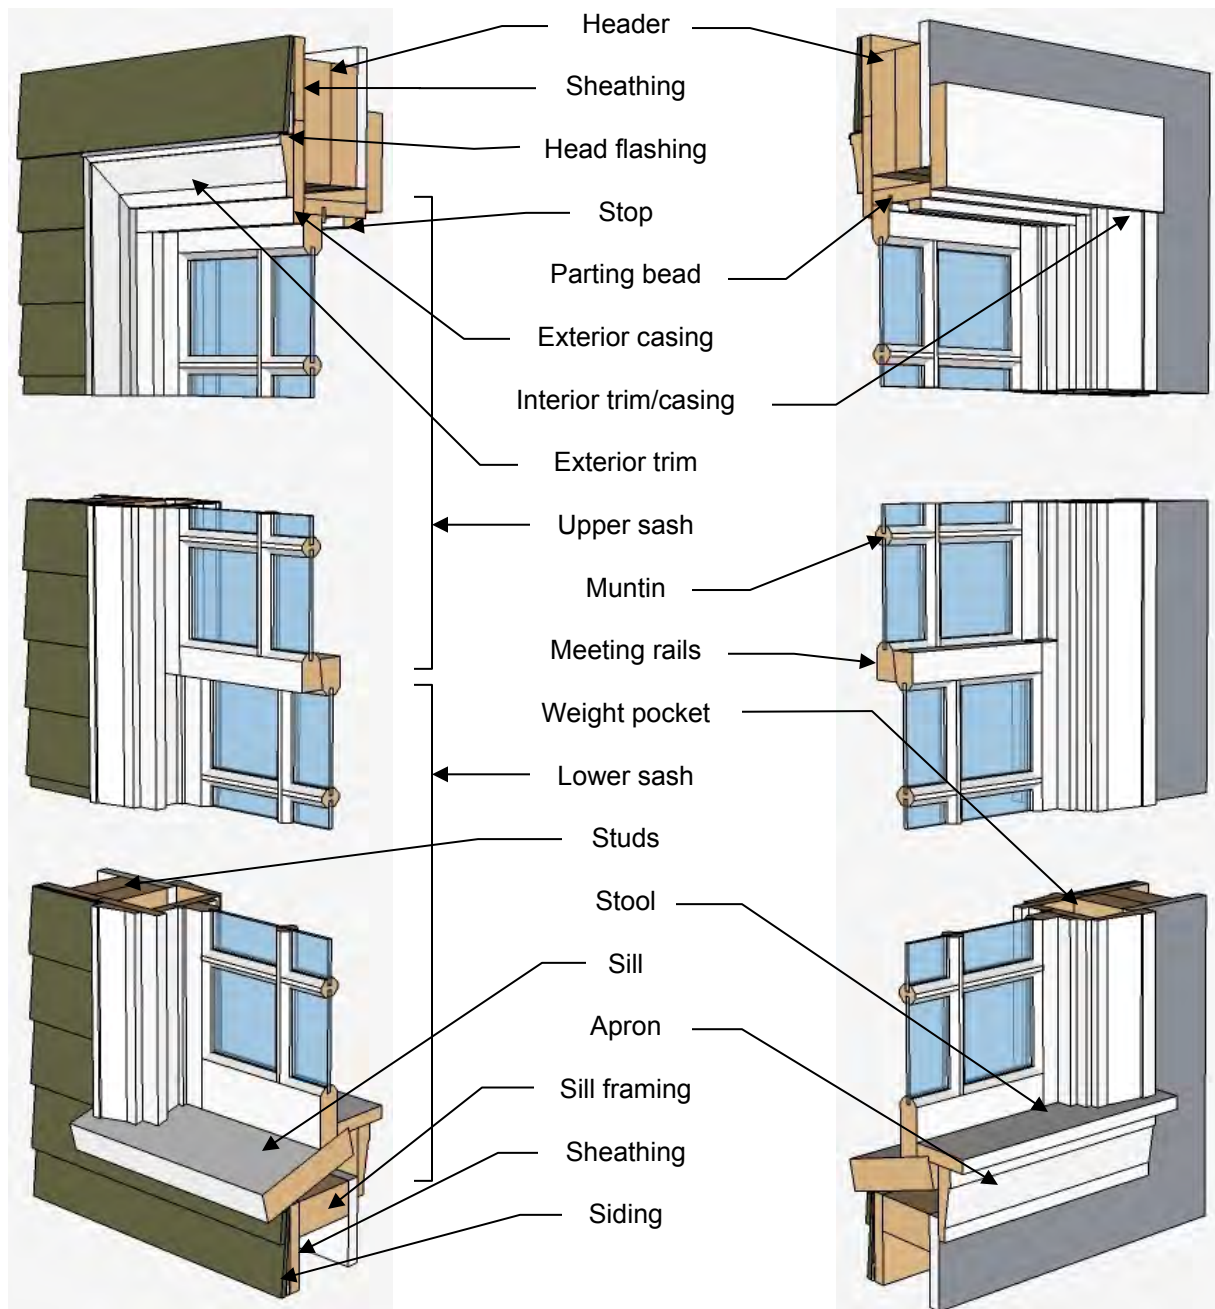 Header
Sheathing
Head flashing
Stop
Parting bead
Exterior casing
Interior trim/casing
Exterior trim
Upper sash
Muntin
Meeting rails
Weight pocket
Lower sash
Studs
Stool
Sill
Apron
Sill framing
Sheathing
Siding